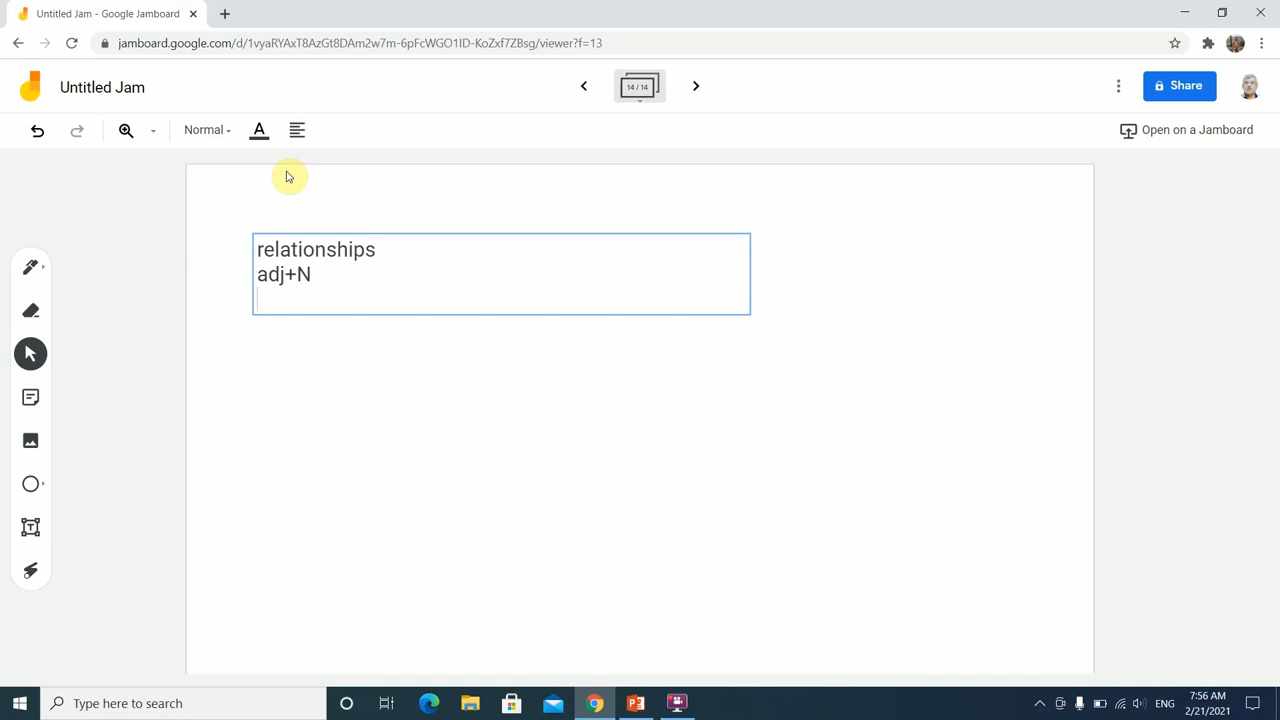 Untitled Jam - Google Jamboard
jamboard.google.com/d/1vyaRYAxT8AzGt8DAm2w7m-6pFcWGO1ID-KoZxf7ZBsg/viewer?f=13
Untitled Jam
14 / 14
Share
Normal
A
Open on a Jamboard
relationships
adj+N
T
Type here to search
ENG
7:56 AM
2/21/2021